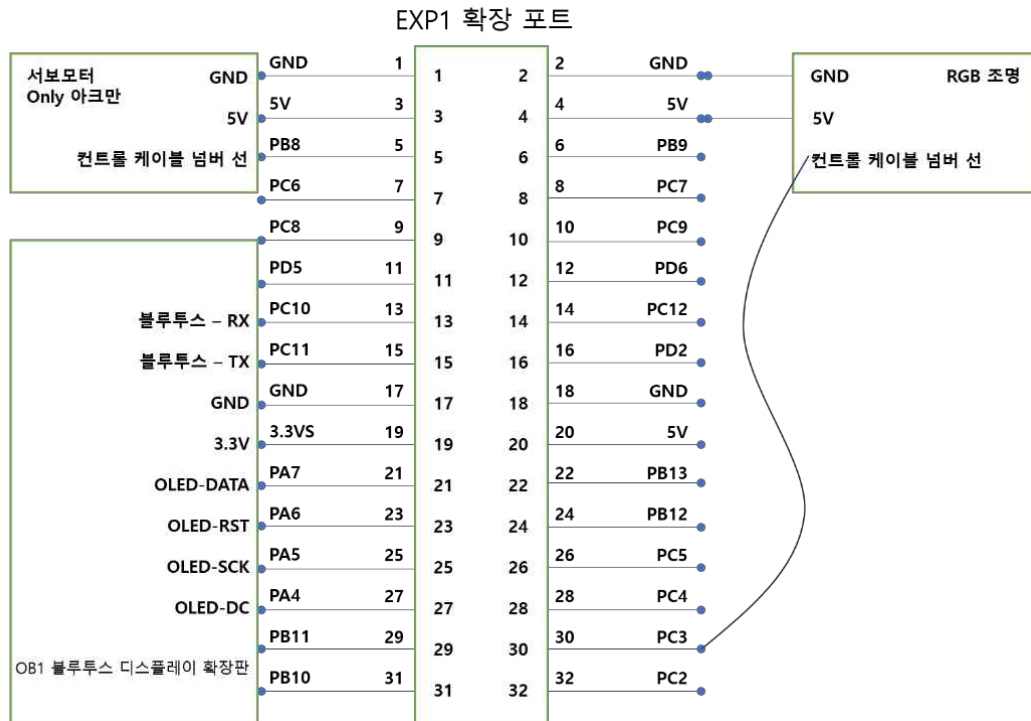 EXP1 확장 포트
서보모터
Only 아크만
GND
5V
컨트롤 케이블 넘버 선
GND 1 1 2 2 GND
5V 3 3 4 4 5V
PB8 5 5 6 6 PB9
PC6 7 7 8 8 PC7
PC8 9 9 10 10 PC9
PD5 11 11 12 12 PD6
PC10 13 13 14 14 PC12
PC11 15 15 16 16 PD2
GND 17 17 18 18 GND
3.3VS 19 19 20 20 5V
PA7 21 21 22 22 PB13
PA6 23 23 24 24 PB12
PA5 25 25 26 26 PC5
PA4 27 27 28 28 PC4
PB11 29 29 30 30 PC3
PB10 31 31 32 32 PC2
GND RGB 조명
5V
컨트롤 케이블 넘버 선
블루투스 – RX
블루투스 – TX
GND
3.3V
OLED-DATA
OLED-RST
OLED-SCK
OLED-DC
OB1 블루투스 디스플레이 확장판